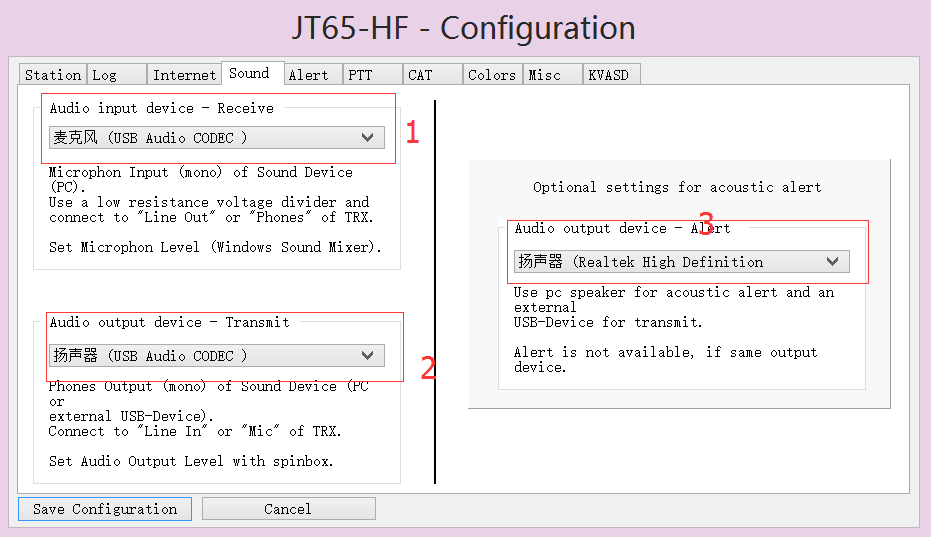 JT65-HF - Configuration
Station Log Internet Sound Alert PTT CAT Colors Misc KVASD
Audio input device - Receive
麦克风 (USB Audio CODEC )
1
Microphon Input (mono) of Sound Device
(PC).
Use a low resistance voltage divider and
connect to "Line Out" or "Phones" of TRX.
Set Microphon Level (Windows Sound Mixer).
Audio output device - Transmit
扬声器 (USB Audio CODEC )
2
Phones Output (mono) of Sound Device (PC
or
external USB-Device).
Connect to "Line In" or "Mic" of TRX.
Set Audio Output Level with spinbox.
Optional settings for acoustic alert
3
Audio output device - Alert
扬声器 (Realtek High Definition
Use pc speaker for acoustic alert and an
external
USB-Device for transmit.
Alert is not available, if same output
device.
Save Configuration
Cancel